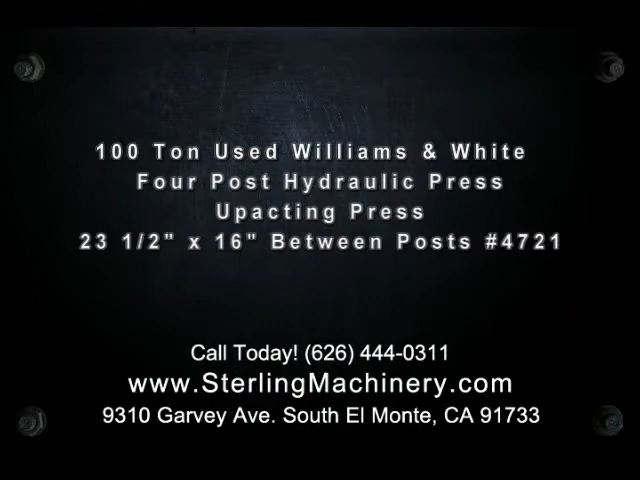 100 Ton Used Williams & White
Four Post Hydraulic Press
Upacting Press
23 1/2" x 16" Between Posts #4721
Call Today! (626) 444-0311
www.SterlingMachinery.com
9310 Garvey Ave. South El Monte, CA 91733